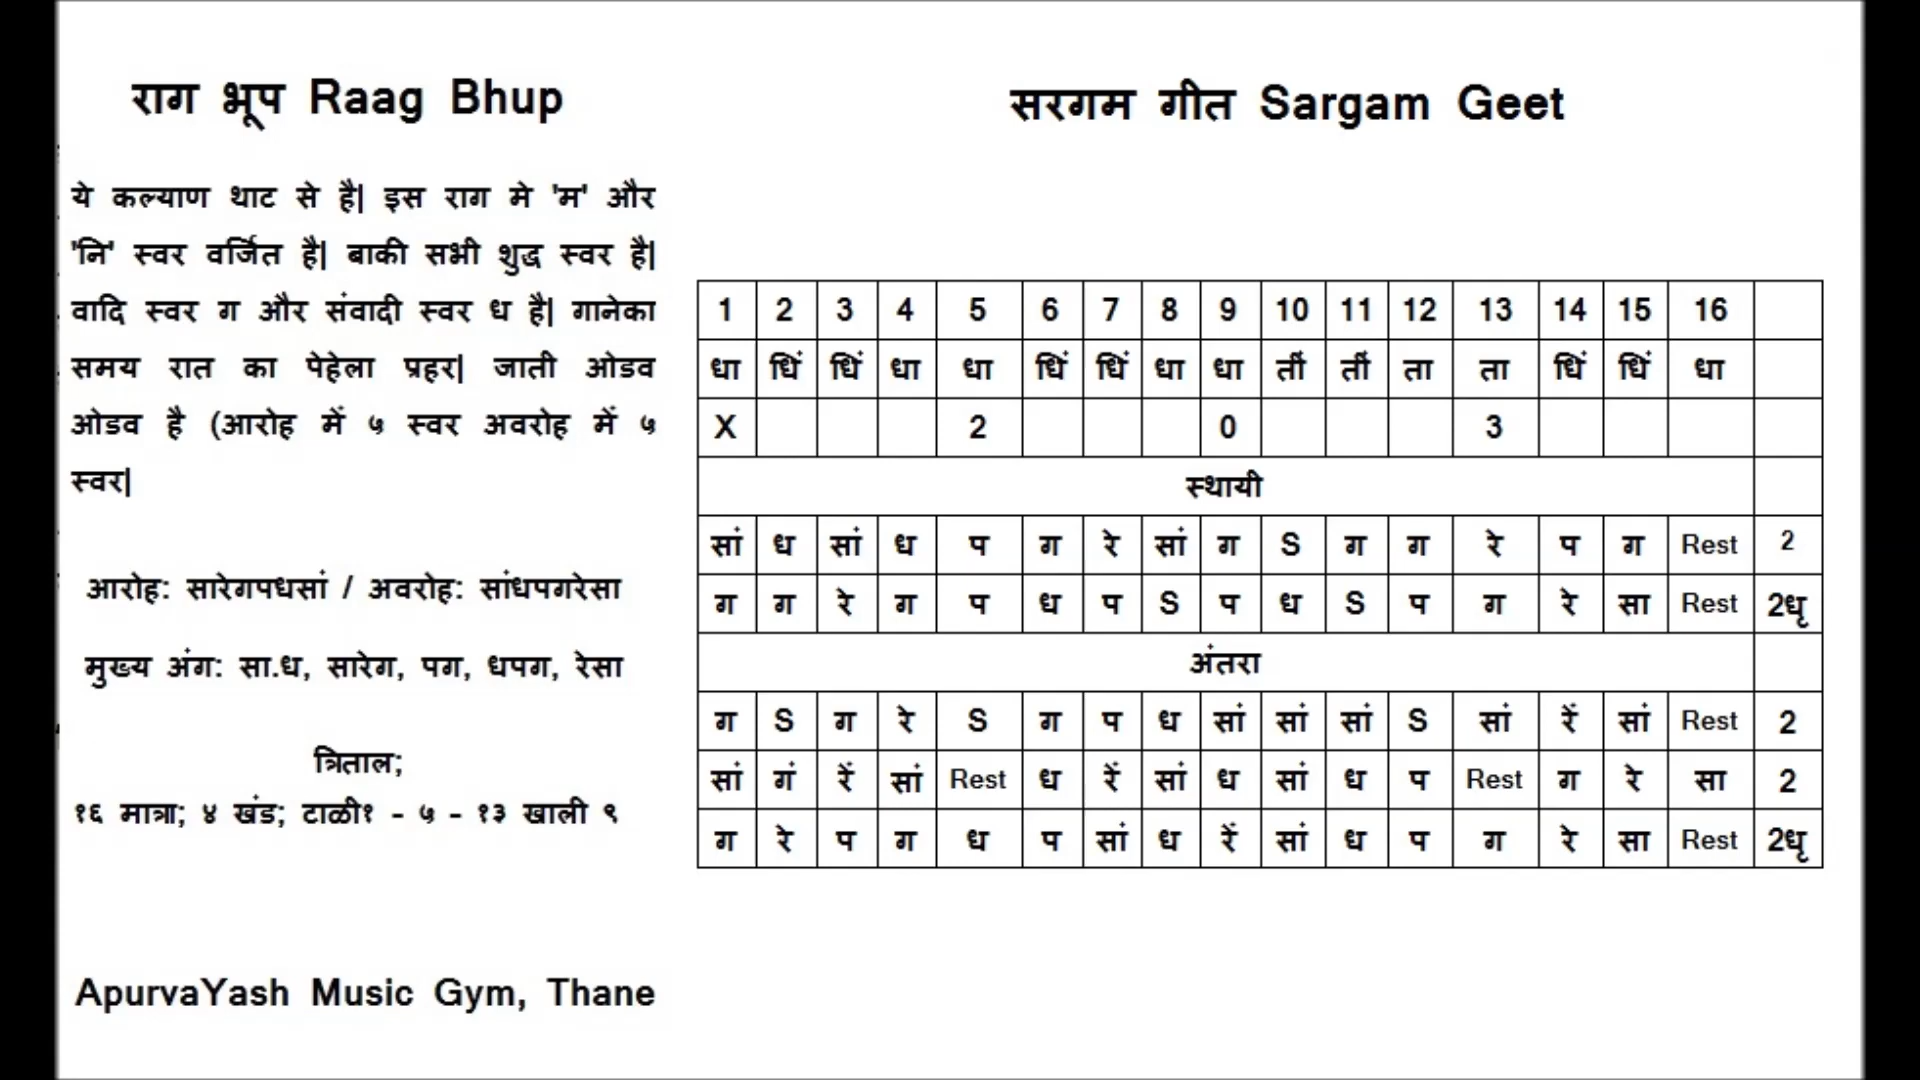 राग भूप Raag Bhup
ये कल्याण थाट से है| इस राग मे 'म' और
'नि' स्वर वर्जित है| बाकी सभी शुद्ध स्वर है|
वादि स्वर ग और संवादी स्वर ध है| गानेका
समय रात का पेहेला प्रहर| जाती ओडव
ओडव है (आरोह में ५ स्वर अवरोह में ५
स्वर|
आरोह: सारेगपधसां / अवरोह: सांधपगरेसा
मुख्य अंग: सा.ध, सारेग, पग, धपग, रेसा
त्रिताल;
१६ मात्रा; ४ खंड; टाळी१ - ५ - १३ खाली ९
ApurvaYash Music Gym, Thane
सरगम गीत Sargam Geet
1 2 3 4 5 6 7 8 9 10 11 12 13 14 15 16
धा धिं धिं धा धा धिं धिं धा धा तीं तीं ता ता धिं धिं धा
X 2 0 3
स्थायी
सां ध सां ध प ग रे सां ग S ग ग रे प ग Rest 2
ग ग रे ग प ध प S प ध S प ग रे सा Rest 2धृ
अंतरा
ग S ग रे S ग प ध सां सां सां S सां रें सां Rest 2
सां गं रें सां Rest ध रें सां ध सां ध प Rest ग रे सा 2
ग रे प ग ध प सां ध रें सां ध प ग रे सा Rest 2धृ